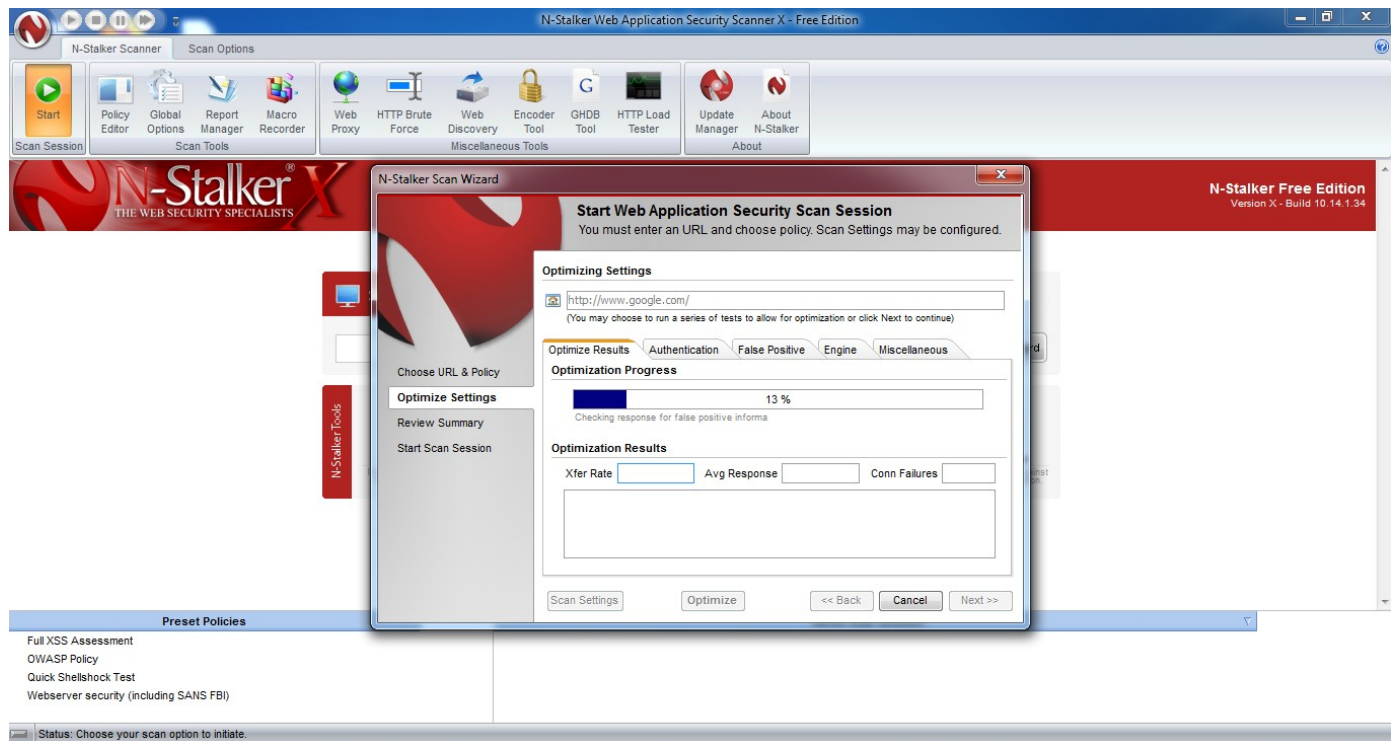 N-Stalker Web Application Security Scanner X - Free Edition
N-Stalker Scanner Scan Options
Start
Policy Editor
Global Options
Report Manager
Macro Recorder
Web Proxy
HTTP Brute Force
Web Discovery
Encoder Tool
GHDB Tool
HTTP Load Tester
Update Manager
About N-Stalker
Scan Session Scan Tools Miscellaneous Tools About
N-Stalker® X
THE WEB SECURITY SPECIALISTS
N-Stalker Free Edition
Version X - Build 10.14.1.34
N-Stalker Tools
N-Stalker Scan Wizard
Start Web Application Security Scan Session
You must enter an URL and choose policy. Scan Settings may be configured.
Choose URL & Policy
Optimize Settings
Review Summary
Start Scan Session
Optimizing Settings
http://www.google.com/
(You may choose to run a series of tests to allow for optimization or click Next to continue)
Optimize Results Authentication False Positive Engine Miscellaneous
Optimization Progress
13 %
Checking response for false positive informa
Optimization Results
Xfer Rate Avg Response Conn Failures
Scan Settings Optimize << Back Cancel Next >>
Preset Policies
Full XSS Assessment
OWASP Policy
Quick Shellshock Test
Webserver security (including SANS FBI)
Status: Choose your scan option to initiate.